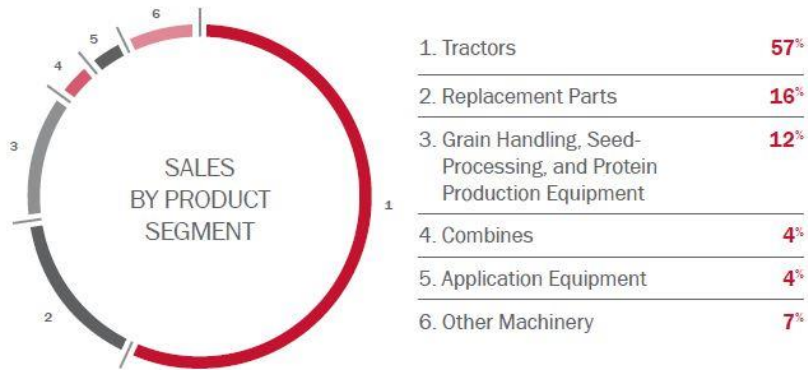 SALES
BY PRODUCT
SEGMENT
1
2
3
4
5
6
1. Tractors 57%
2. Replacement Parts 16%
3. Grain Handling, Seed- 12%
Processing, and Protein
Production Equipment
4. Combines 4%
5. Application Equipment 4%
6. Other Machinery 7%